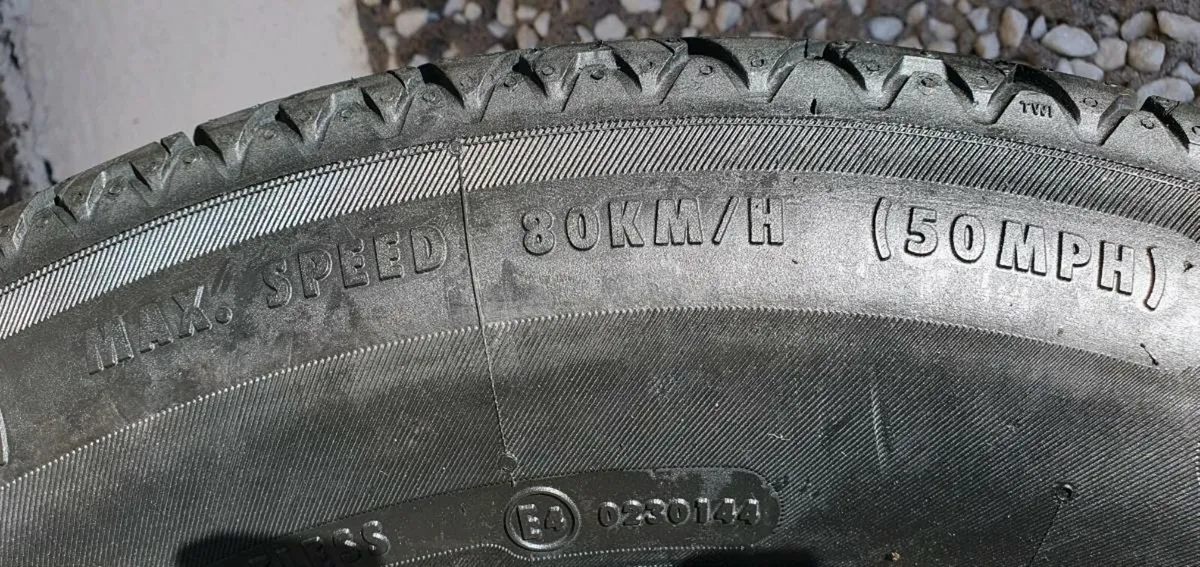 TWI
MAX. SPEED 80KM/H (50MPH)
E4 0230144